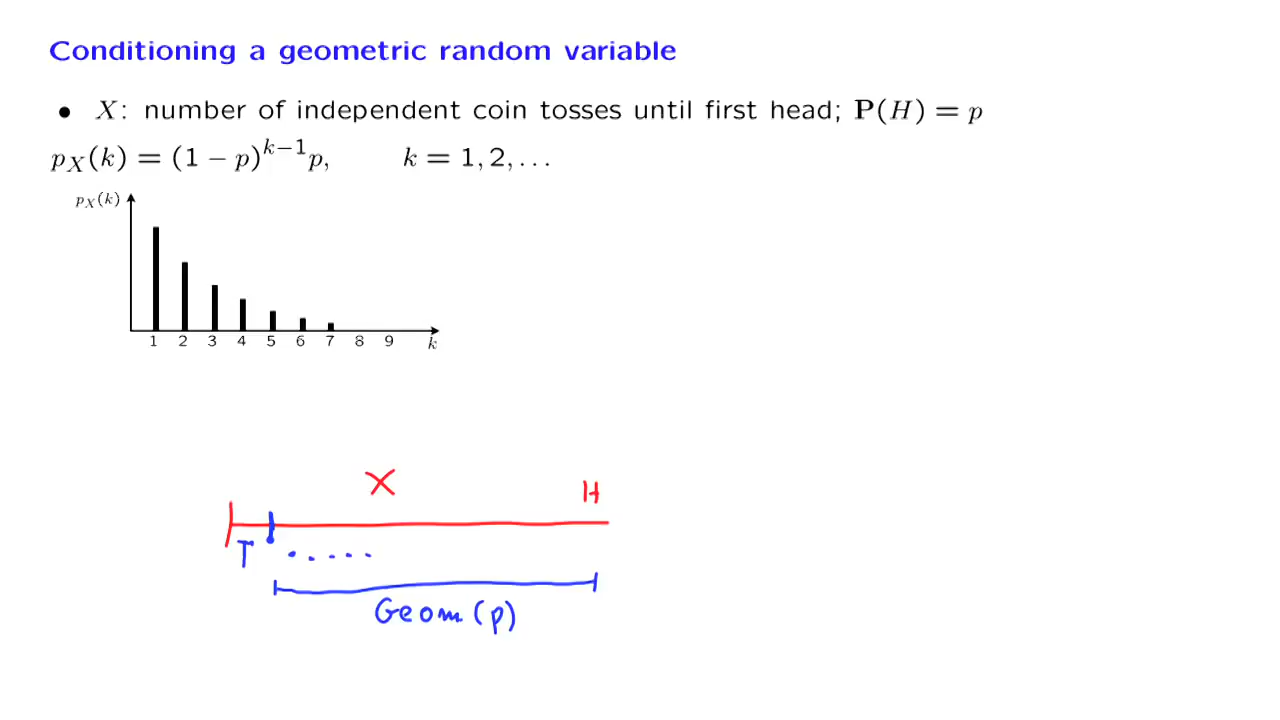 Conditioning a geometric random variable
• X: number of independent coin tosses until first head; P(H) = p
p_X(k) = (1 − p)^{k−1}p, k = 1, 2, …
p_X(k)
1 2 3 4 5 6 7 8 9 k
X
H
T . . . . .
Geom(p)